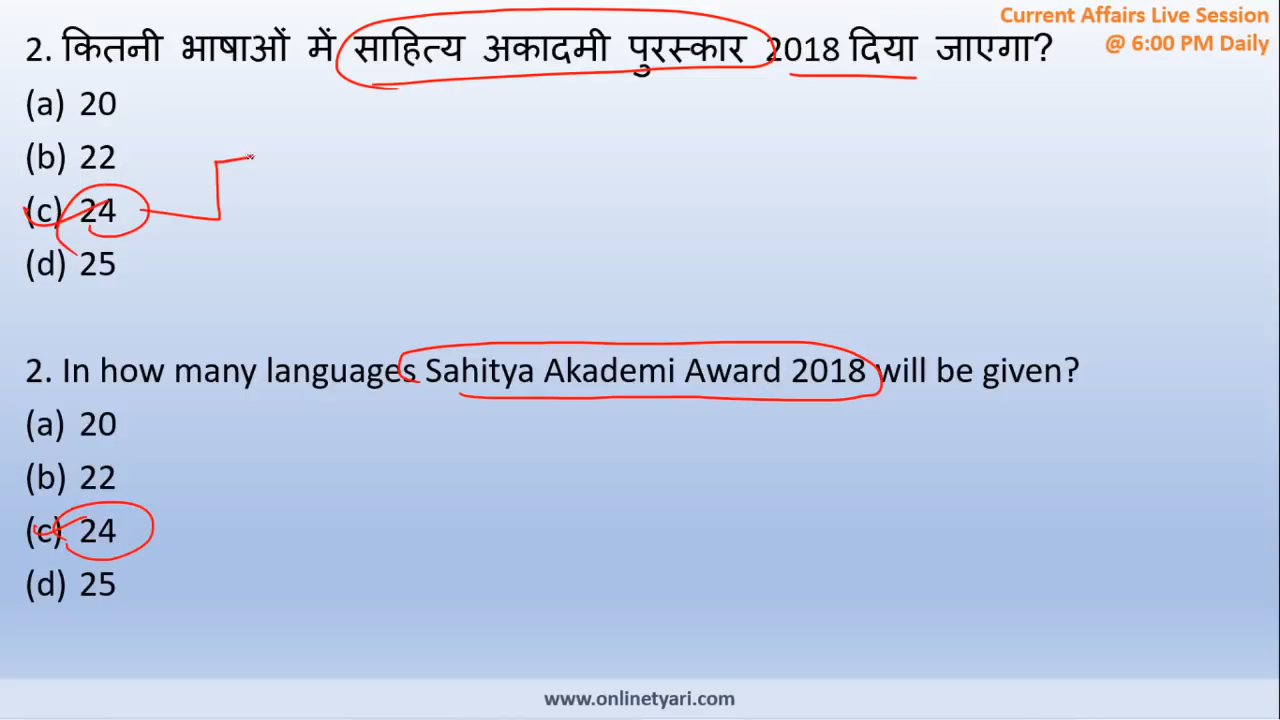 Current Affairs Live Session
@ 6:00 PM Daily
2. कितनी भाषाओं में साहित्य अकादमी पुरस्कार 2018 दिया जाएगा?
(a) 20
(b) 22
(c) 24
(d) 25
2. In how many languages Sahitya Akademi Award 2018 will be given?
(a) 20
(b) 22
(c) 24
(d) 25
www.onlinetyari.com